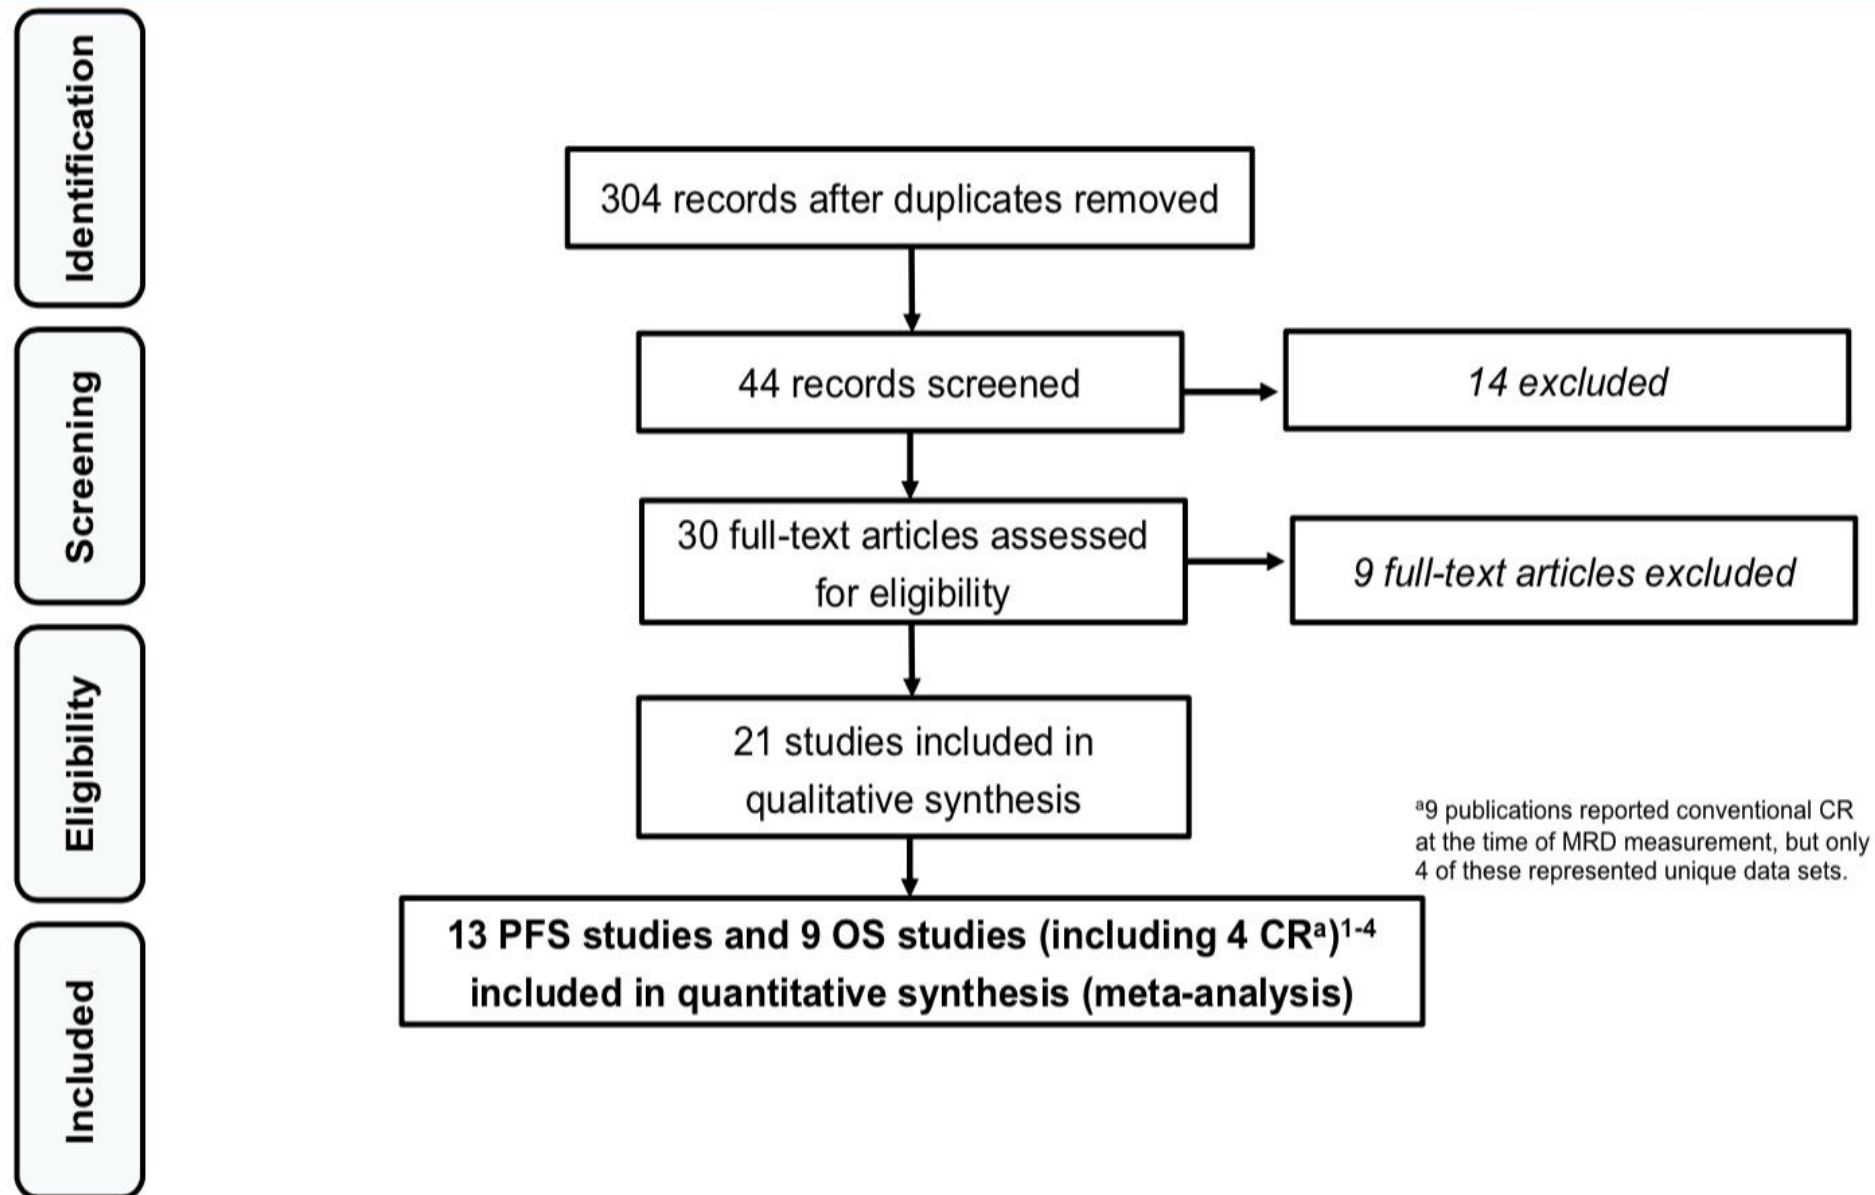 Identification
304 records after duplicates removed
Screening
44 records screened
14 excluded
30 full-text articles assessed
for eligibility
9 full-text articles excluded
Eligibility
21 studies included in
qualitative synthesis
ᵃ9 publications reported conventional CR
at the time of MRD measurement, but only
4 of these represented unique data sets.
Included
13 PFS studies and 9 OS studies (including 4 CRᵃ)¹⁻⁴
included in quantitative synthesis (meta-analysis)